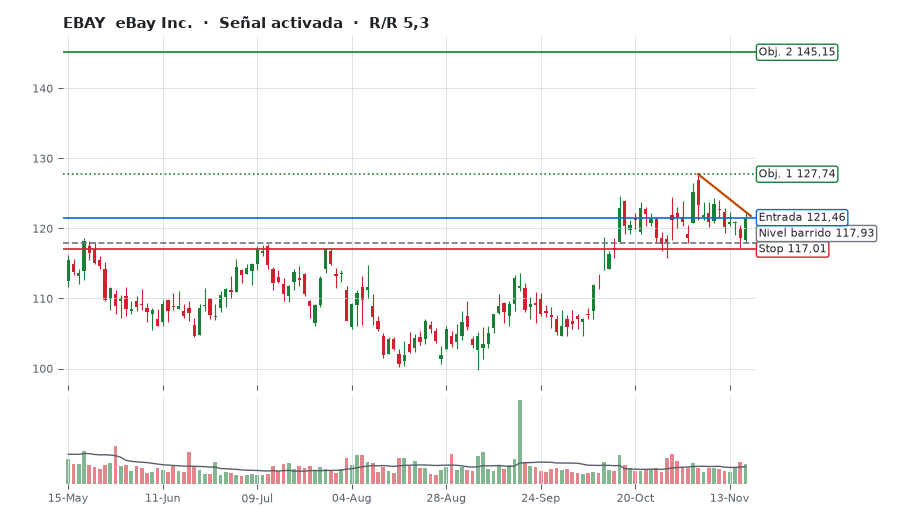 EBAY eBay Inc. · Señal activada · R/R 5,3
Obj. 2 145,15
140
130
Obj. 1 127,74
Entrada 121,46
120
Nivel barrido 117,93
Stop 117,01
110
100
15-May 11-Jun 09-Jul 04-Aug 28-Aug 24-Sep 20-Oct 13-Nov